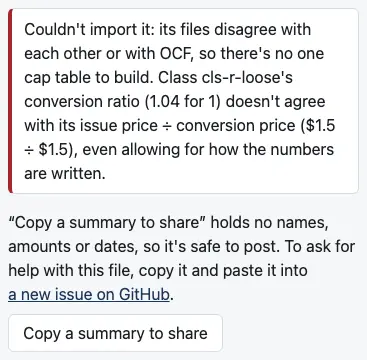 Couldn't import it: its files disagree with
each other or with OCF, so there's no one
cap table to build. Class cls-r-loose's
conversion ratio (1.04 for 1) doesn't agree
with its issue price ÷ conversion price ($1.5
÷ $1.5), even allowing for how the numbers
are written.
“Copy a summary to share” holds no names,
amounts or dates, so it's safe to post. To ask for
help with this file, copy it and paste it into
a new issue on GitHub.
Copy a summary to share